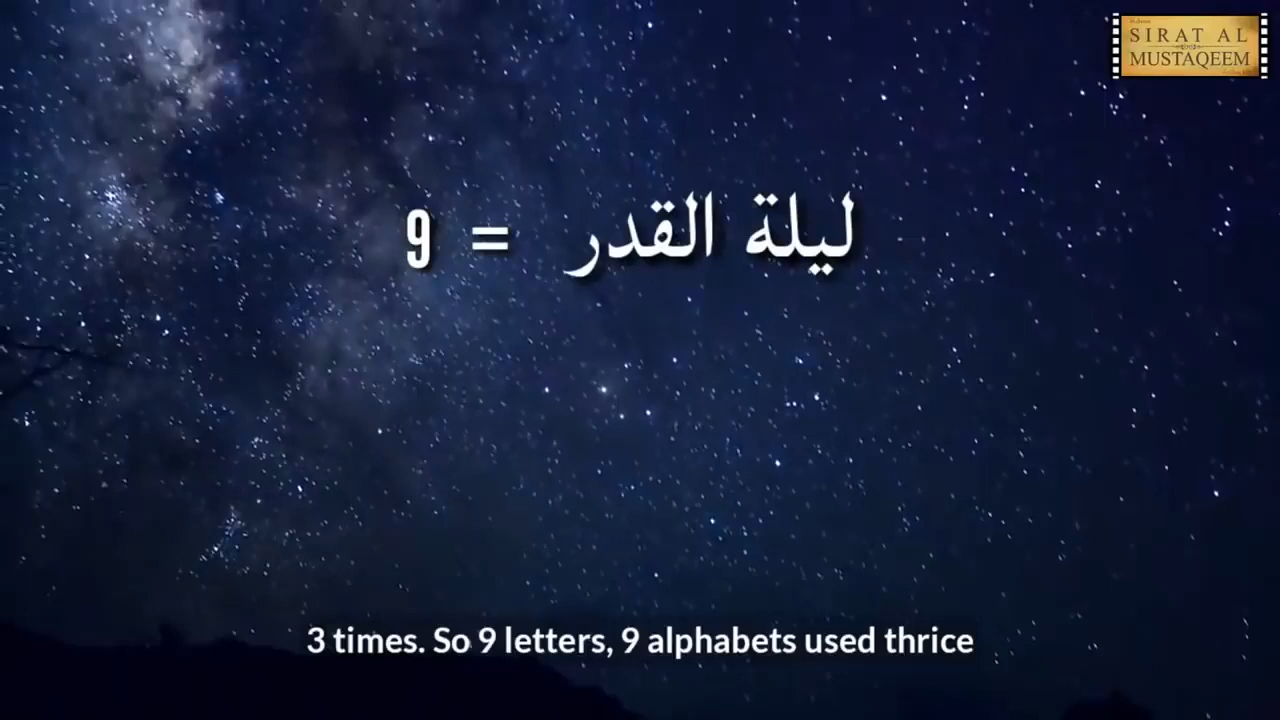 SIRAT AL
MUSTAQEEM
ليلة القدر = 9
3 times. So 9 letters, 9 alphabets used thrice